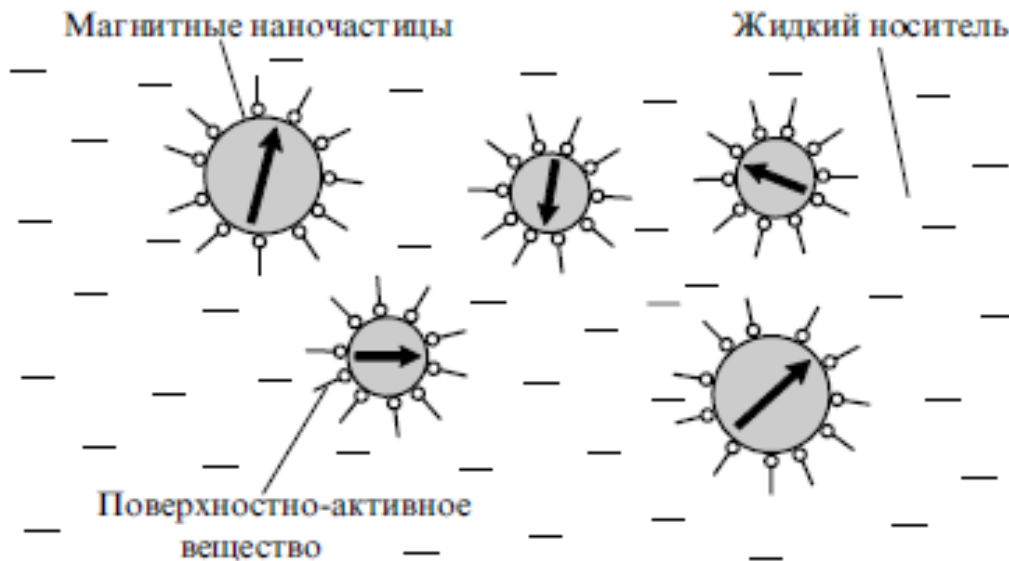 Магнитные наночастицы
Жидкий носитель
Поверхностно-активное
вещество